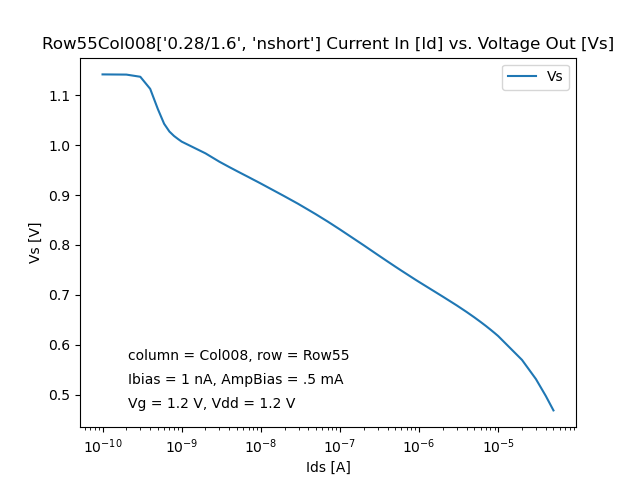 Row55Col008['0.28/1.6', 'nshort'] Current In [Id] vs. Voltage Out [Vs]
Vs
1.1
1.0
0.9
0.8
0.7
0.6
0.5
Vs [V]
column = Col008, row = Row55
Ibias = 1 nA, AmpBias = .5 mA
Vg = 1.2 V, Vdd = 1.2 V
10⁻¹⁰ 10⁻⁹ 10⁻⁸ 10⁻⁷ 10⁻⁶ 10⁻⁵
Ids [A]